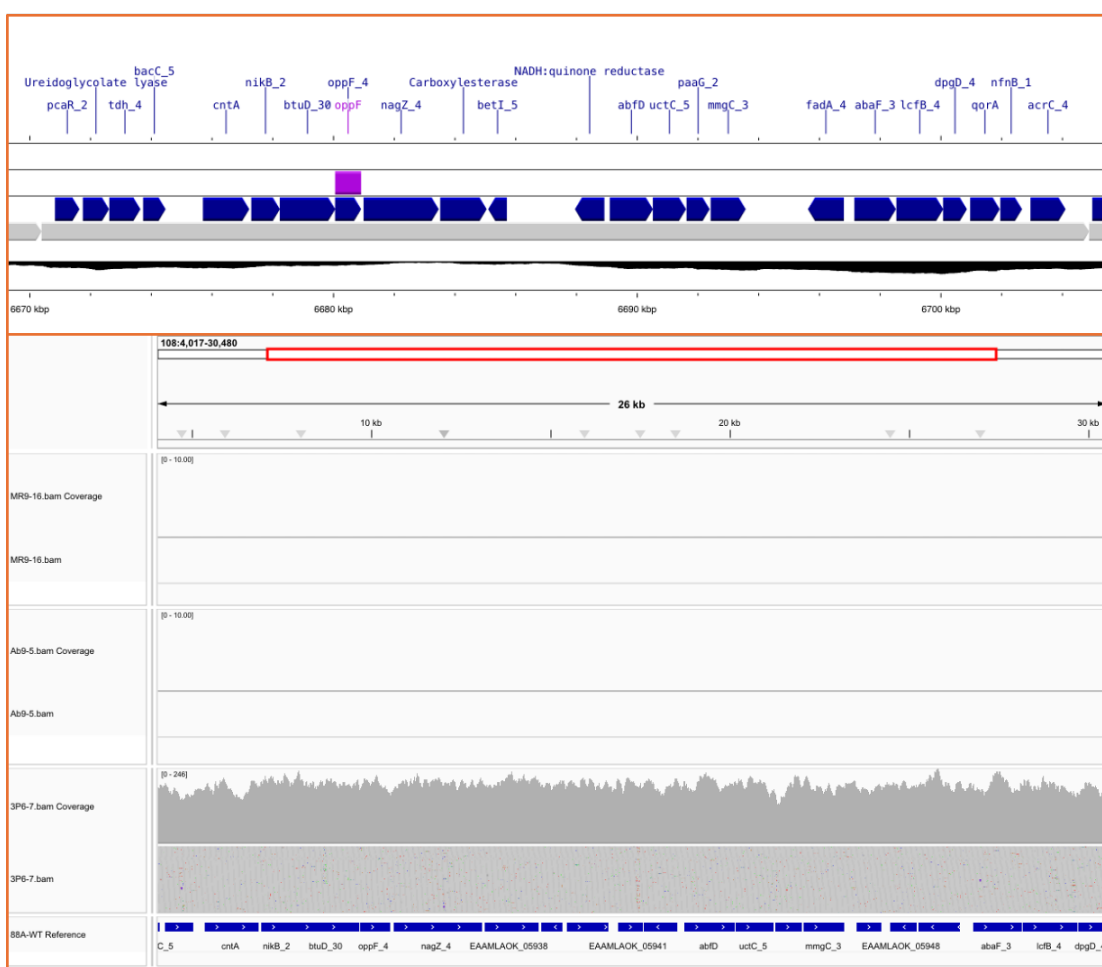 bacC_5 NADH:quinone reductase
Ureidoglycolate lyase nikB_2 oppF_4 Carboxylesterase paaG_2 dpgD_4 nfnB_1
pcaR_2 tdh_4 cntA btuD_30 oppF nagZ_4 betI_5 abfD uctC_5 mmgC_3 fadA_4 abaF_3 lcfB_4 qorA acrC_4
6670 kbp 6680 kbp 6690 kbp 6700 kbp
108:4,017-30,480
26 kb
10 kb 20 kb 30 kb
[0 - 10.00]
MR9-16.bam Coverage
MR9-16.bam
[0 - 10.00]
Ab9-5.bam Coverage
Ab9-5.bam
[0 - 246]
3P6-7.bam Coverage
3P6-7.bam
88A-WT Reference
C_5 cntA nikB_2 btuD_30 oppF_4 nagZ_4 EAAMLAOK_05938 EAAMLAOK_05941 abfD uctC_5 mmgC_3 EAAMLAOK_05948 abaF_3 lcfB_4 dpgD_